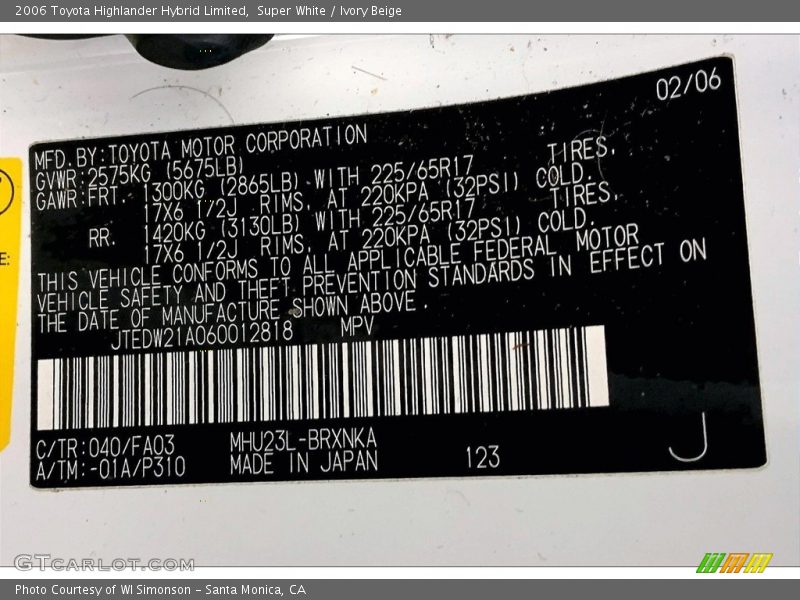 2006 Toyota Highlander Hybrid Limited,  Super White / Ivory Beige
02/06
MFD. BY:TOYOTA MOTOR CORPORATION
GVWR:2575KG (5675LB)
GAWR:FRT. 1300KG (2865LB) WITH 225/65R17 TIRES,
17X6 1/2J RIMS, AT 220KPA (32PSI) COLD.
RR. 1420KG (3130LB) WITH 225/65R17 TIRES,
17X6 1/2J RIMS, AT 220KPA (32PSI) COLD.
THIS VEHICLE CONFORMS TO ALL APPLICABLE FEDERAL MOTOR
VEHICLE SAFETY AND THEFT PREVENTION STANDARDS IN EFFECT ON
THE DATE OF MANUFACTURE SHOWN ABOVE.
JTEDW21A060012818 MPV
C/TR:040/FA03 MHU23L-BRXNKA
A/TM:-01A/P310 MADE IN JAPAN 123 J
E:
GTCARLOT.COM
Photo Courtesy of WI Simonson – Santa Monica, CA